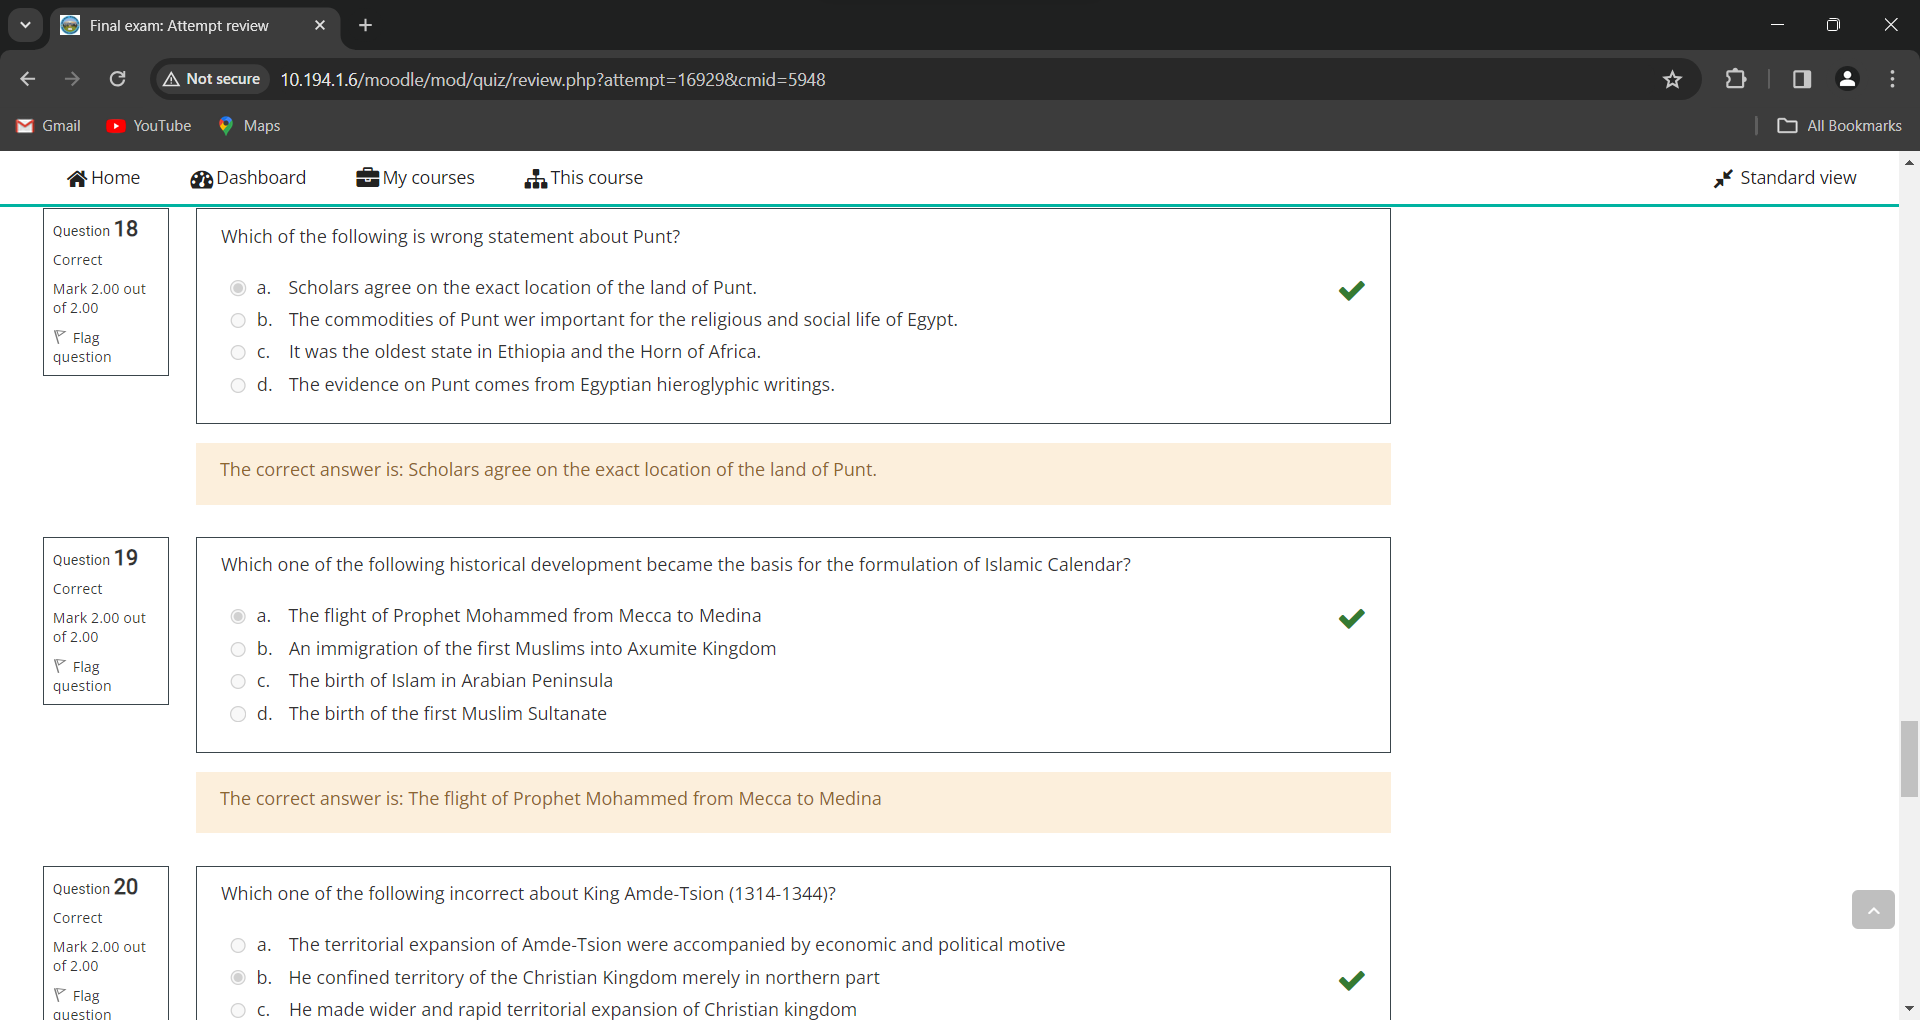 Final exam: Attempt review
Not secure
10.194.1.6/moodle/mod/quiz/review.php?attempt=16929&cmid=5948
Gmail
YouTube
Maps
All Bookmarks
Home
Dashboard
My courses
This course
Standard view
Question 18
Correct
Mark 2.00 out
of 2.00
Flag
question
Which of the following is wrong statement about Punt?
a. Scholars agree on the exact location of the land of Punt.
b. The commodities of Punt wer important for the religious and social life of Egypt.
c. It was the oldest state in Ethiopia and the Horn of Africa.
d. The evidence on Punt comes from Egyptian hieroglyphic writings.
The correct answer is: Scholars agree on the exact location of the land of Punt.
Question 19
Correct
Mark 2.00 out
of 2.00
Flag
question
Which one of the following historical development became the basis for the formulation of Islamic Calendar?
a. The flight of Prophet Mohammed from Mecca to Medina
b. An immigration of the first Muslims into Axumite Kingdom
c. The birth of Islam in Arabian Peninsula
d. The birth of the first Muslim Sultanate
The correct answer is: The flight of Prophet Mohammed from Mecca to Medina
Question 20
Correct
Mark 2.00 out
of 2.00
Flag
question
Which one of the following incorrect about King Amde-Tsion (1314-1344)?
a. The territorial expansion of Amde-Tsion were accompanied by economic and political motive
b. He confined territory of the Christian Kingdom merely in northern part
c. He made wider and rapid territorial expansion of Christian kingdom